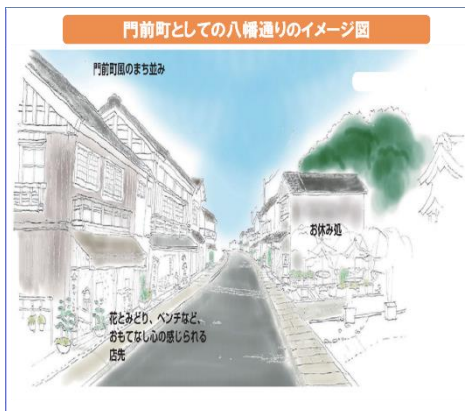 門前町としての八幡通りのイメージ図
門前町風のまち並み
お休み処
花とみどり、ベンチなど、
おもてなし心の感じられる
店先